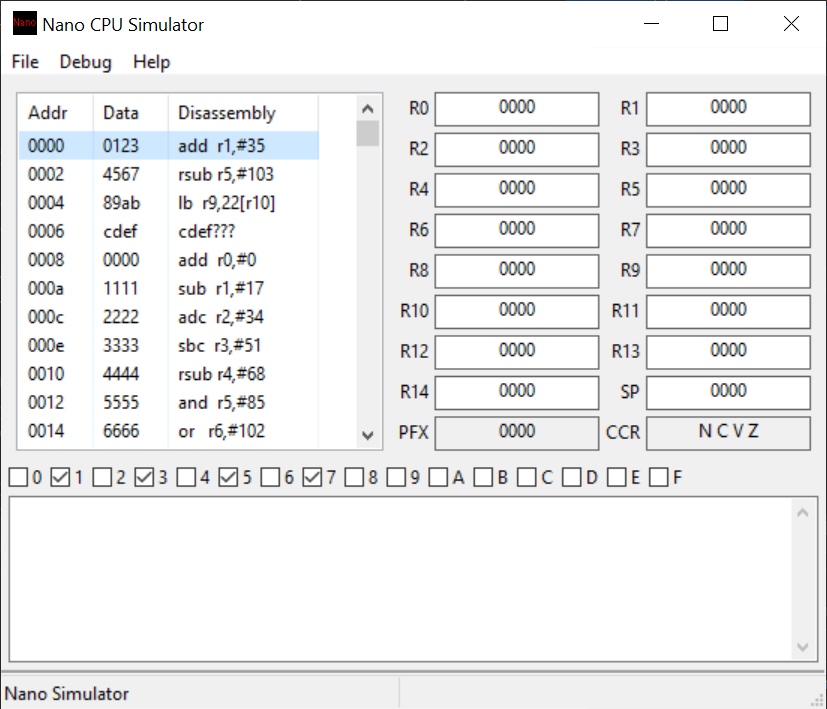 Nano Nano CPU Simulator
File Debug Help
Addr Data Disassembly
0000 0123 add r1,#35
0002 4567 rsub r5,#103
0004 89ab lb r9,22[r10]
0006 cdef cdef???
0008 0000 add r0,#0
000a 1111 sub r1,#17
000c 2222 adc r2,#34
000e 3333 sbc r3,#51
0010 4444 rsub r4,#68
0012 5555 and r5,#85
0014 6666 or r6,#102
R0 0000 R1 0000
R2 0000 R3 0000
R4 0000 R5 0000
R6 0000 R7 0000
R8 0000 R9 0000
R10 0000 R11 0000
R12 0000 R13 0000
R14 0000 SP 0000
PFX 0000 CCR N C V Z
0 1 2 3 4 5 6 7 8 9 A B C D E F
Nano Simulator